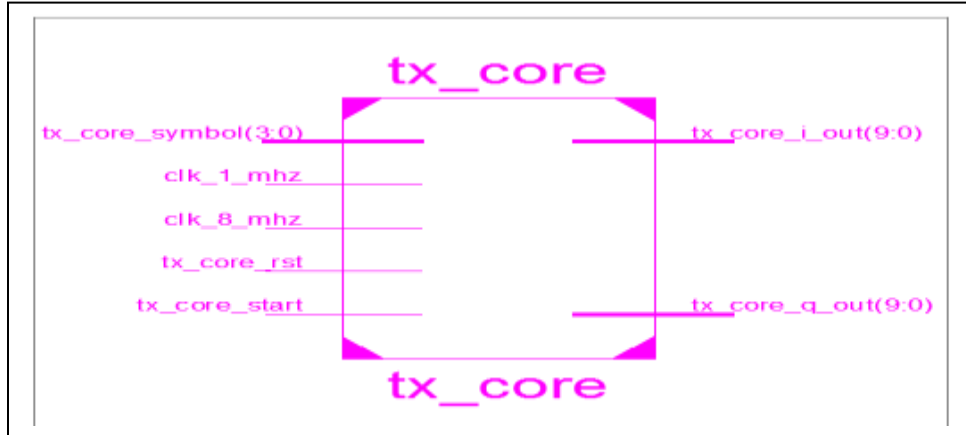 tx_core
tx_core_symbol(3:0)
tx_core_i_out(9:0)
clk_1_mhz
clk_8_mhz
tx_core_rst
tx_core_start
tx_core_q_out(9:0)
tx_core